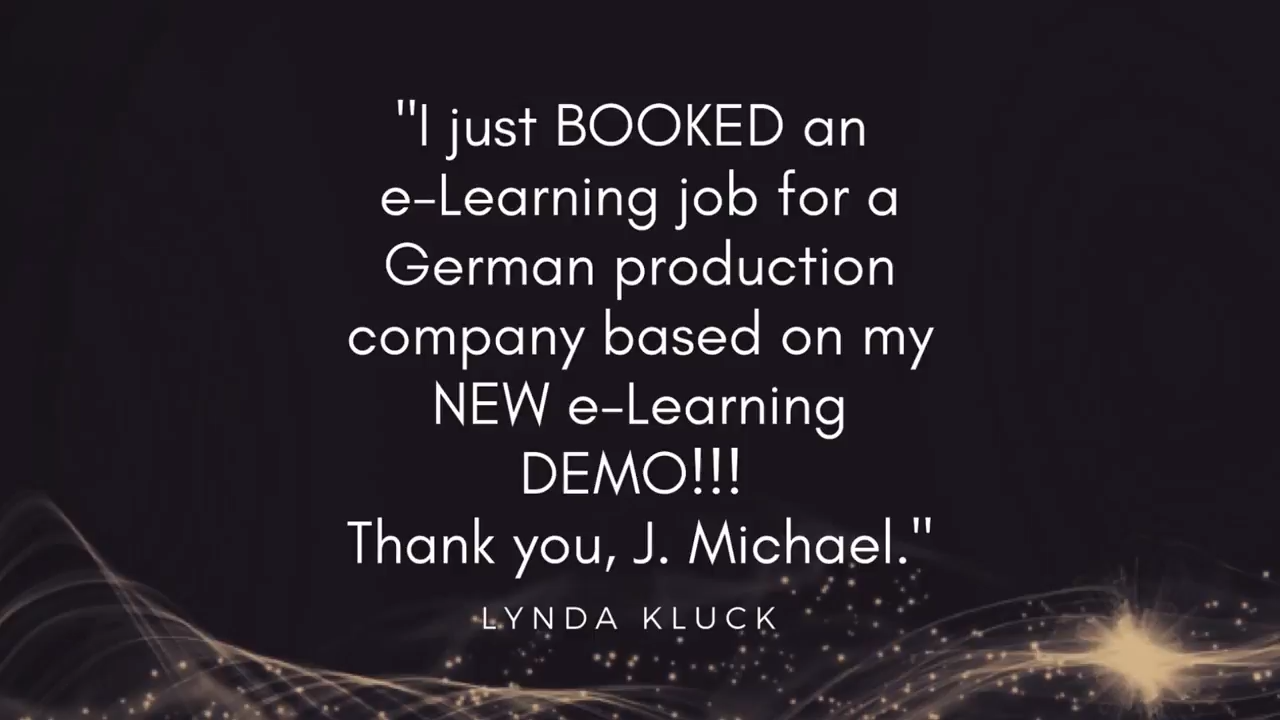 "I just BOOKED an
e-Learning job for a
German production
company based on my
NEW e-Learning
DEMO!!!
Thank you, J. Michael."
LYNDA KLUCK